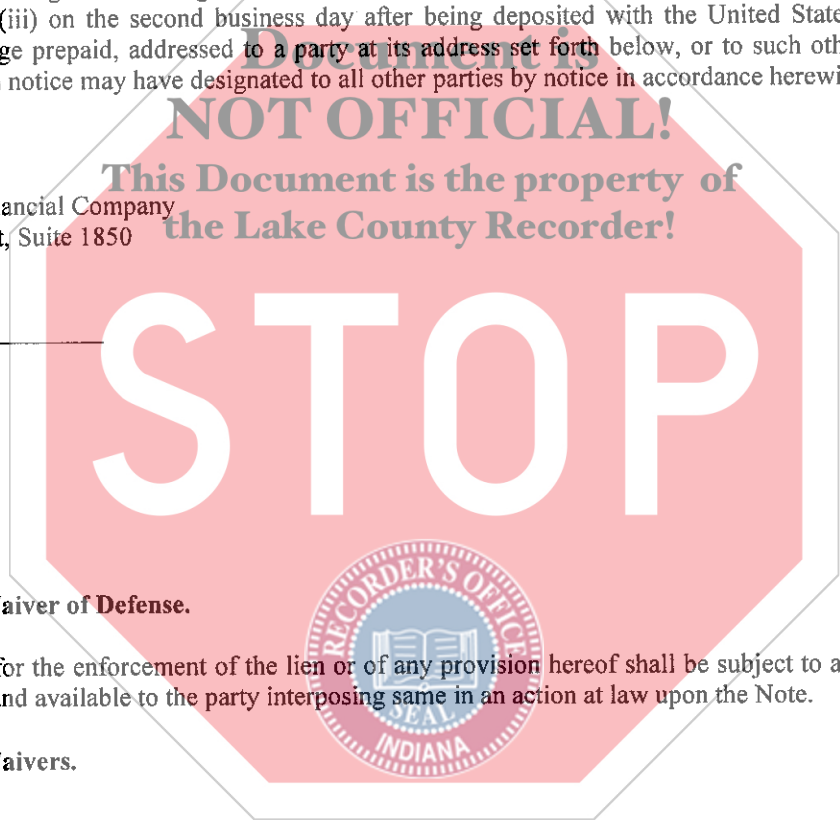 (iii) on the second business day after being deposited with the United State
ge prepaid, addressed to a party at its address set forth below, or to such oth
notice may have designated to all other parties by notice in accordance herewi
Document is
NOT OFFICIAL!
This Document is the property of
the Lake County Recorder!
ancial Company
t, Suite 1850
STOP
RECORDER'S OFFICE
SEAL
INDIANA
aiver of Defense.
for the enforcement of the lien or of any provision hereof shall be subject to a
nd available to the party interposing same in an action at law upon the Note.
aivers.